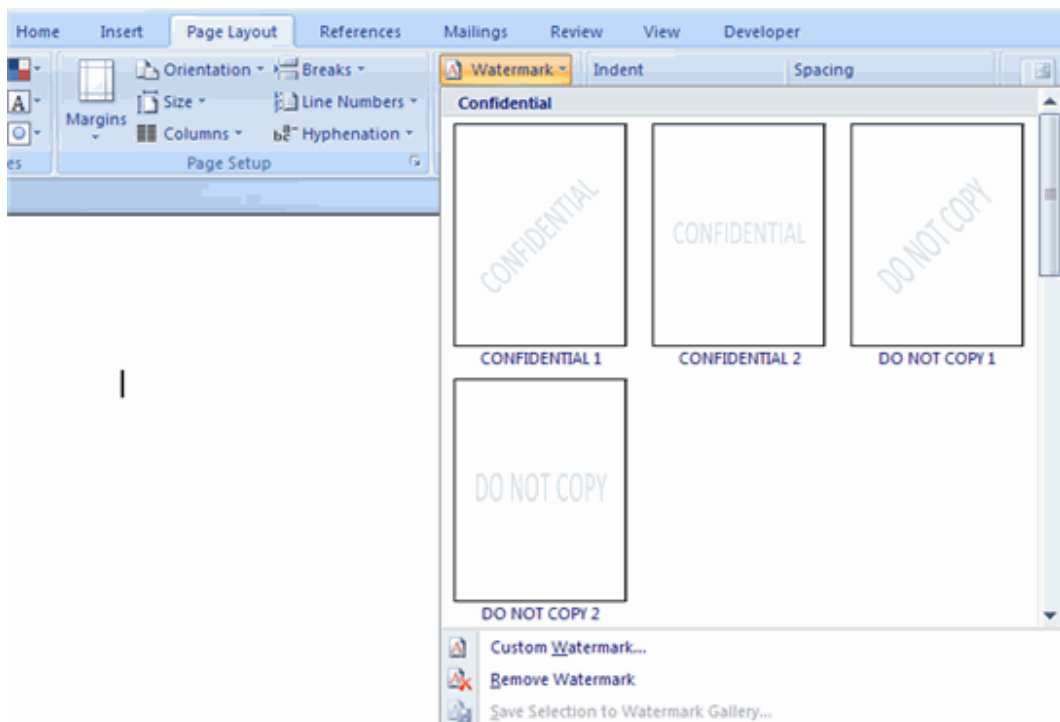 Home Insert Page Layout References Mailings Review View Developer
Orientation Breaks Watermark Indent Spacing
Size Line Numbers
Margins
Columns Hyphenation
es Page Setup
Confidential
CONFIDENTIAL CONFIDENTIAL DO NOT COPY
CONFIDENTIAL 1 CONFIDENTIAL 2 DO NOT COPY 1
DO NOT COPY
DO NOT COPY 2
Custom Watermark...
Remove Watermark
Save Selection to Watermark Gallery...